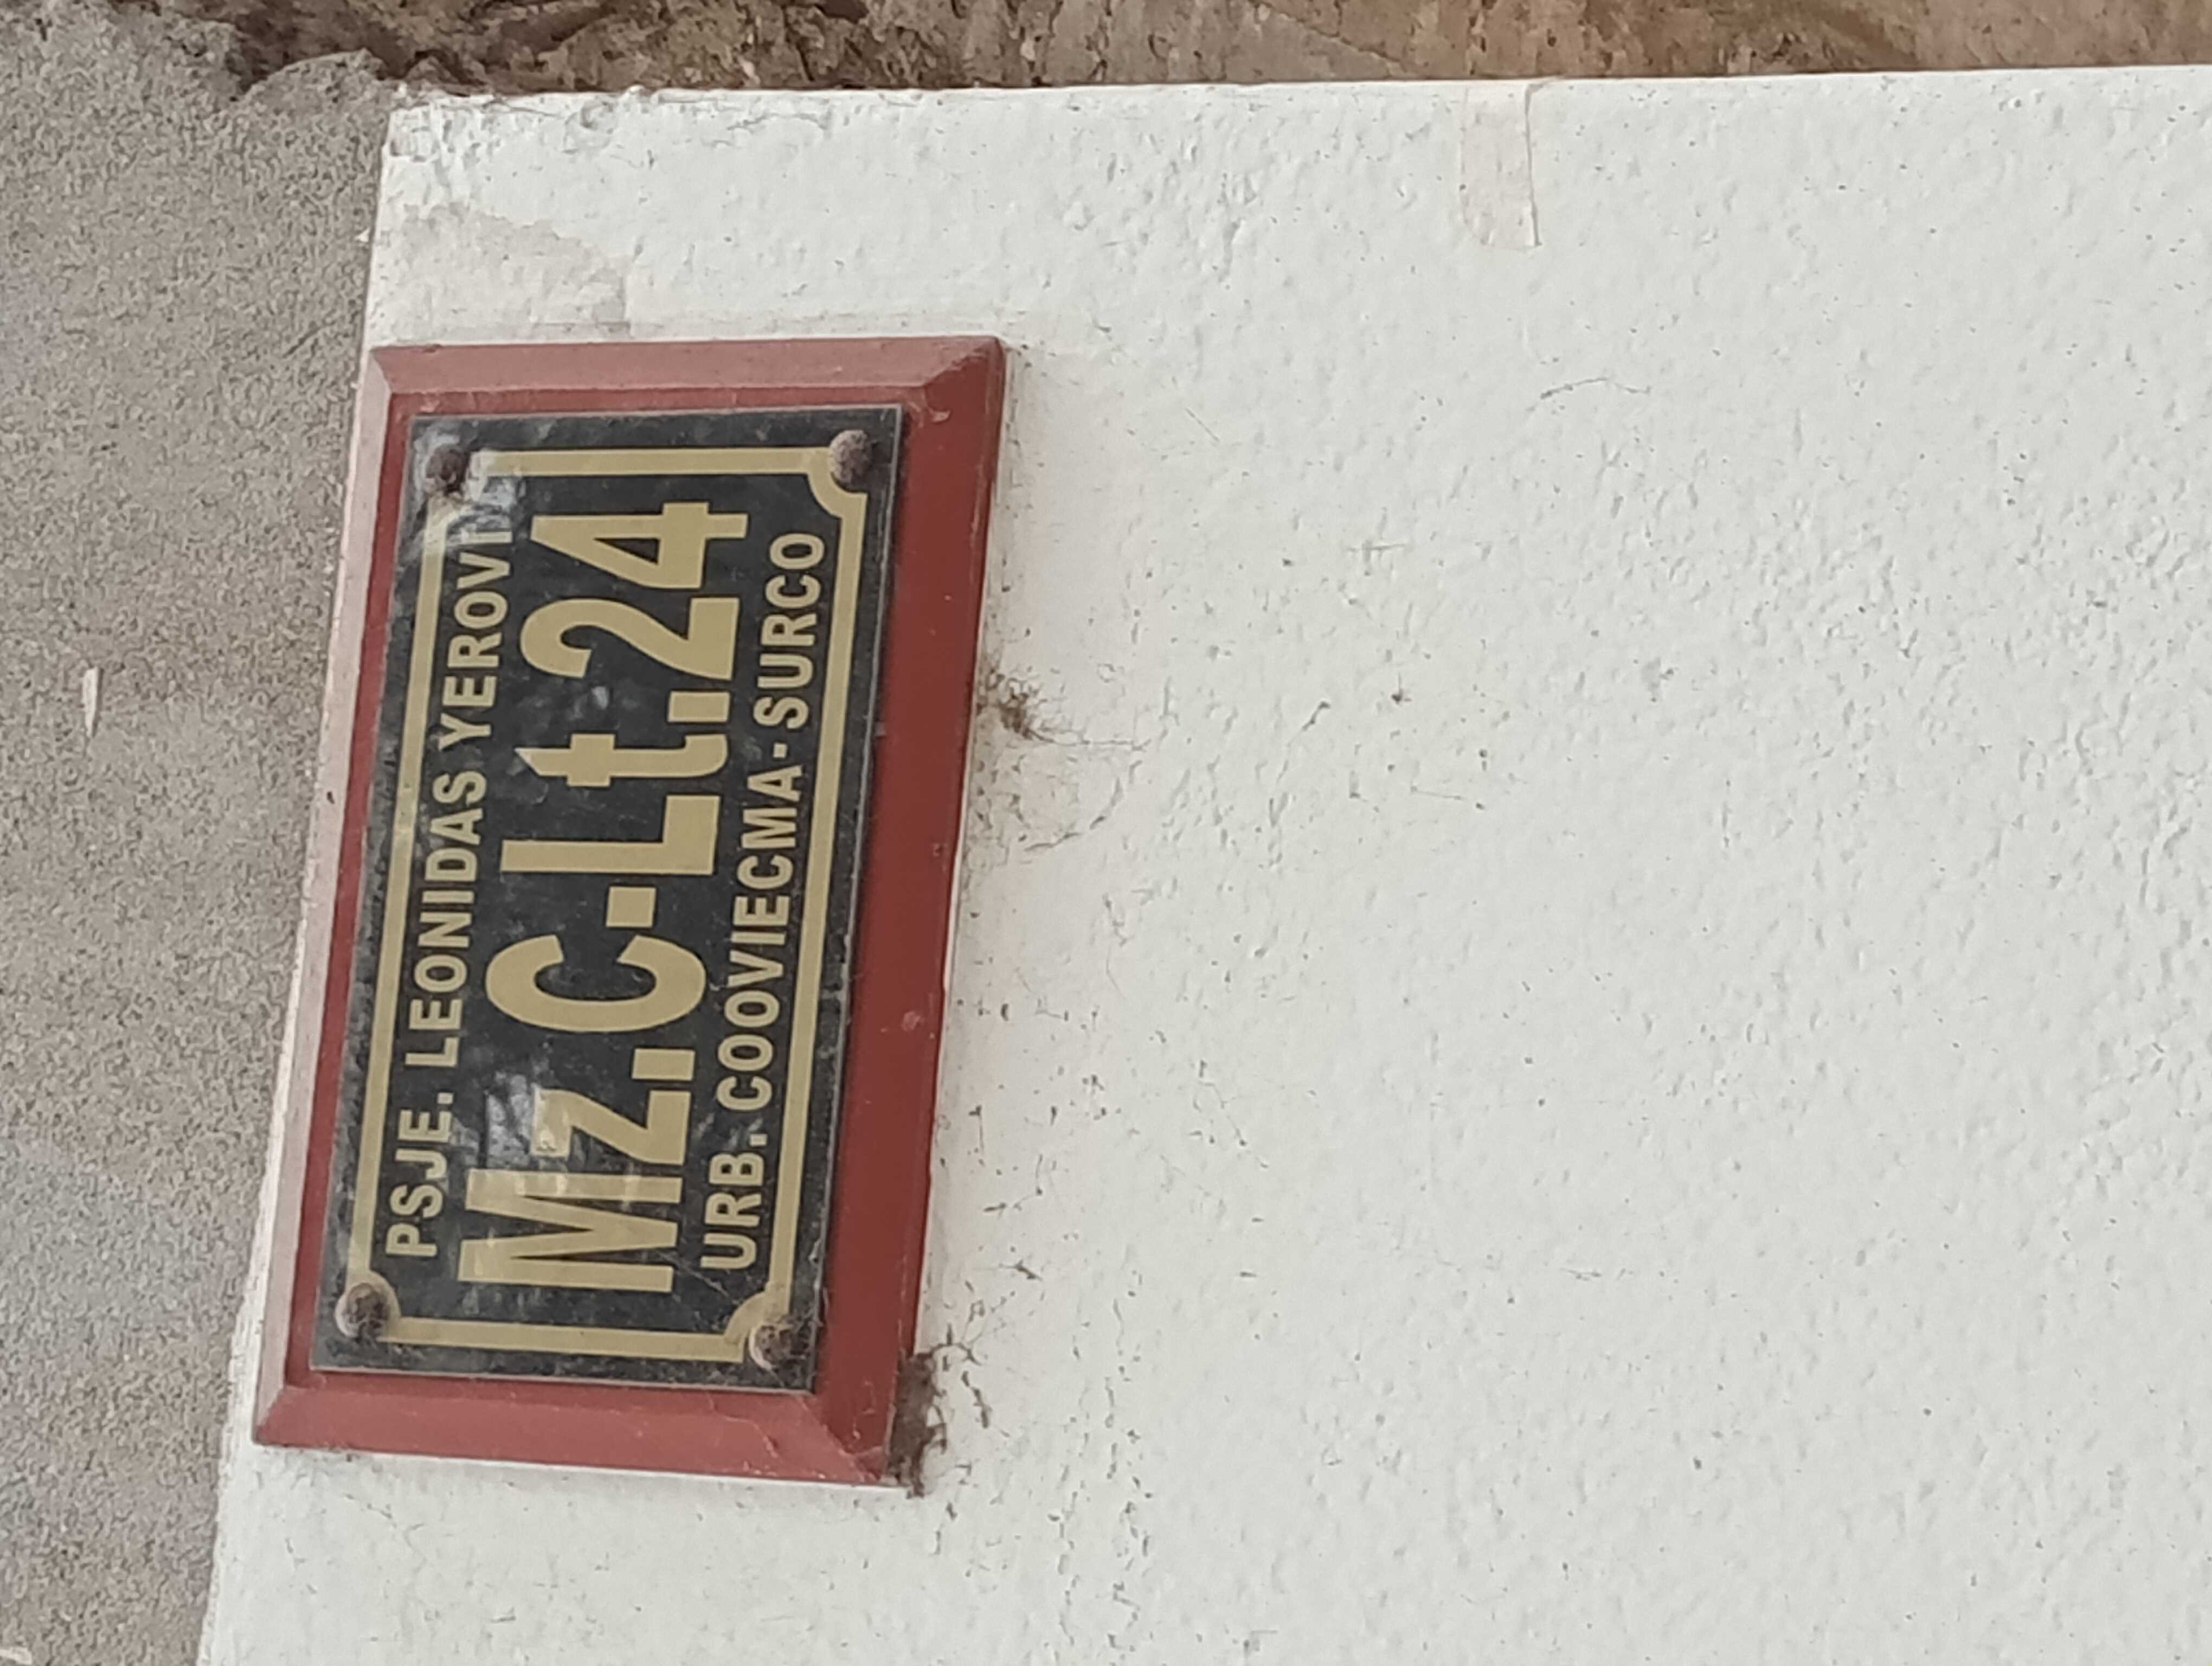 PSJE. LEONIDAS YEROVI
Mz.C-Lt.24
URB. COOVIECMA-SURCO